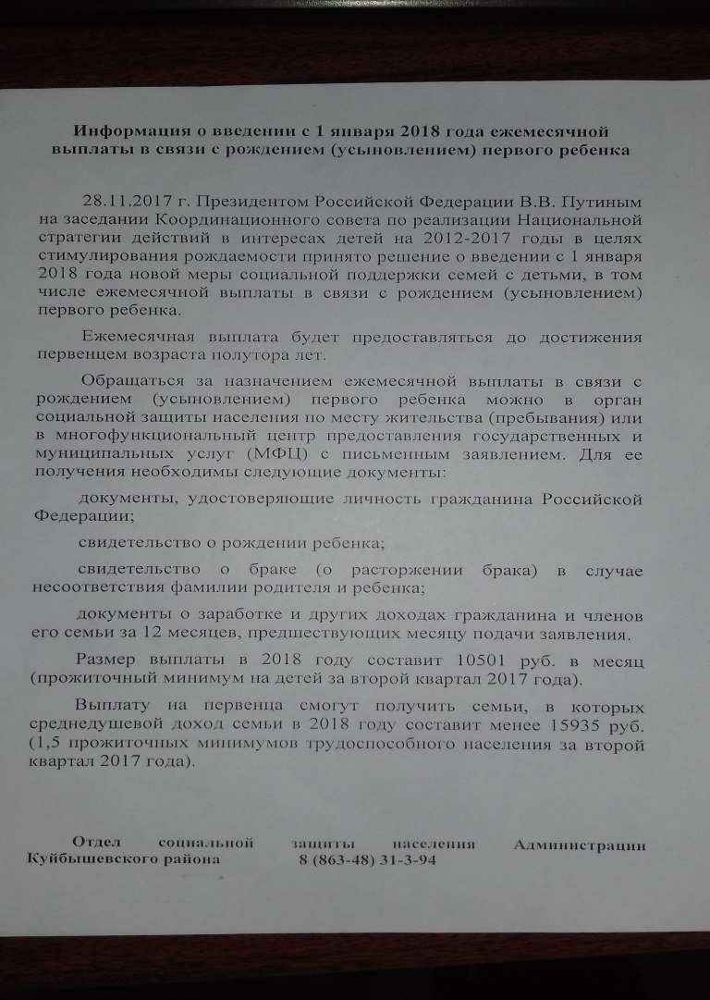 Информация о введении с 1 января 2018 года ежемесячной
выплаты в связи с рождением (усыновлением) первого ребенка
28.11.2017 г. Президентом Российской Федерации В.В. Путиным
на заседании Координационного совета по реализации Национальной
стратегии действий в интересах детей на 2012-2017 годы в целях
стимулирования рождаемости принято решение о введении с 1 января
2018 года новой меры социальной поддержки семей с детьми, в том
числе ежемесячной выплаты в связи с рождением (усыновлением)
первого ребенка.
Ежемесячная выплата будет предоставляться до достижения
первенцем возраста полутора лет.
Обращаться за назначением ежемесячной выплаты в связи с
рождением (усыновлением) первого ребенка можно в орган
социальной защиты населения по месту жительства (пребывания) или
в многофункциональный центр предоставления государственных и
муниципальных услуг (МФЦ) с письменным заявлением. Для ее
получения необходимы следующие документы:
документы, удостоверяющие личность гражданина Российской
Федерации;
свидетельство о рождении ребенка;
свидетельство о браке (о расторжении брака) в случае
несоответствия фамилии родителя и ребенка;
документы о заработке и других доходах гражданина и членов
его семьи за 12 месяцев, предшествующих месяцу подачи заявления.
Размер выплаты в 2018 году составит 10501 руб. в месяц
(прожиточный минимум на детей за второй квартал 2017 года).
Выплату на первенца смогут получить семьи, в которых
среднедушевой доход семьи в 2018 году составит менее 15935 руб.
(1,5 прожиточных минимумов трудоспособного населения за второй
квартал 2017 года).
Отдел социальной защиты населения Администрации
Куйбышевского района 8 (863-48) 31-3-94